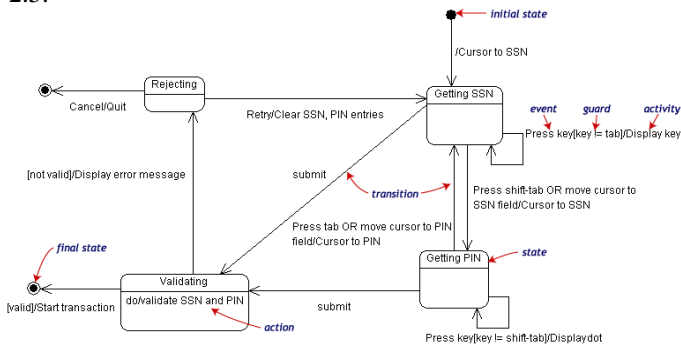 2.5.
initial state
/Cursor to SSN
Rejecting
Getting SSN
event guard activity
Cancel/Quit
Retry/Clear SSN, PIN entries
Press key[key != tab]/Display key
[not valid]/Display error message
submit
transition
Press shift-tab OR move cursor to
SSN field/Cursor to SSN
Press tab OR move cursor to PIN
field/Cursor to PIN
final state
Getting PIN
state
Validating
do/validate SSN and PIN
[valid]/Start transaction
submit
action
Press key[key != shift-tab]/Displaydot